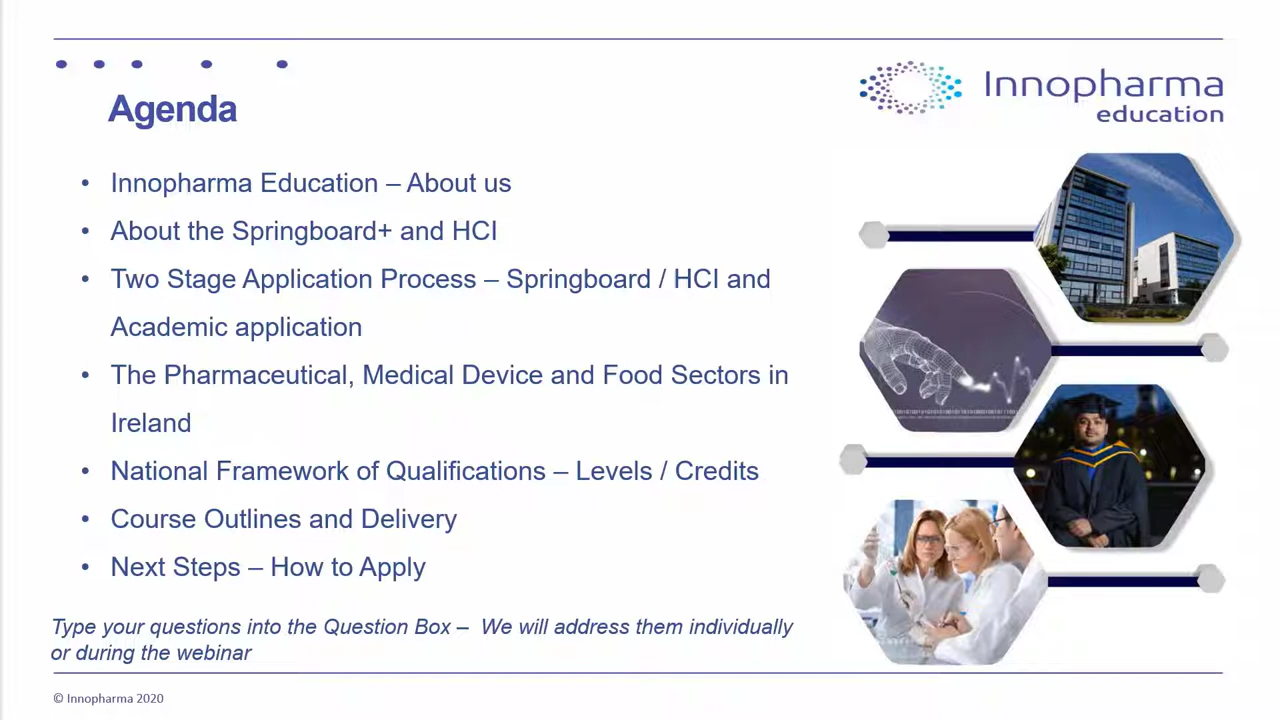 Innopharma
education
Agenda
• Innopharma Education – About us
• About the Springboard+ and HCI
• Two Stage Application Process – Springboard / HCI and
Academic application
• The Pharmaceutical, Medical Device and Food Sectors in
Ireland
• National Framework of Qualifications – Levels / Credits
• Course Outlines and Delivery
• Next Steps – How to Apply
Type your questions into the Question Box – We will address them individually
or during the webinar
© Innopharma 2020